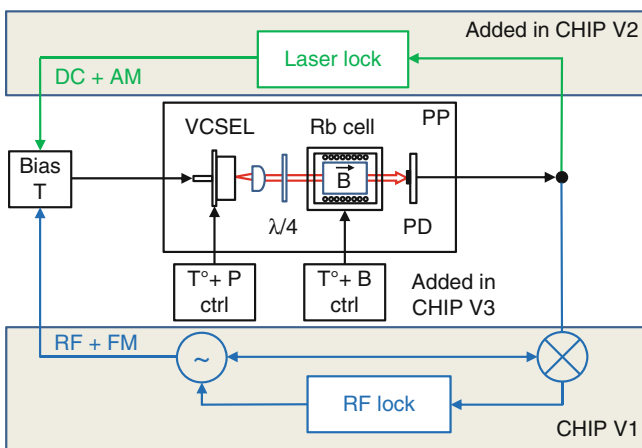 Added in CHIP V2
Laser lock
DC + AM
VCSEL
Rb cell
PP
Bias
T
B
λ/4
PD
T°+ P
ctrl
T°+ B
ctrl
Added in
CHIP V3
RF + FM
~
RF lock
CHIP V1